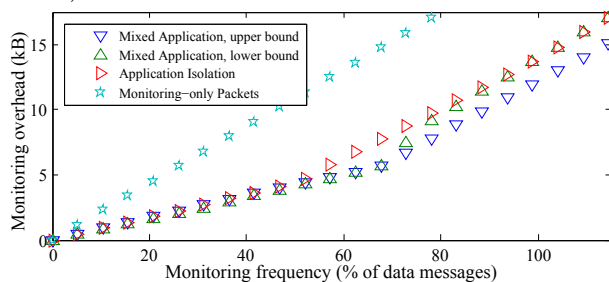 Mixed Application, upper bound
Mixed Application, lower bound
Application Isolation
Monitoring−only Packets
Monitoring overhead (kB)
15
10
5
0
0 20 40 60 80 100
Monitoring frequency (% of data messages)